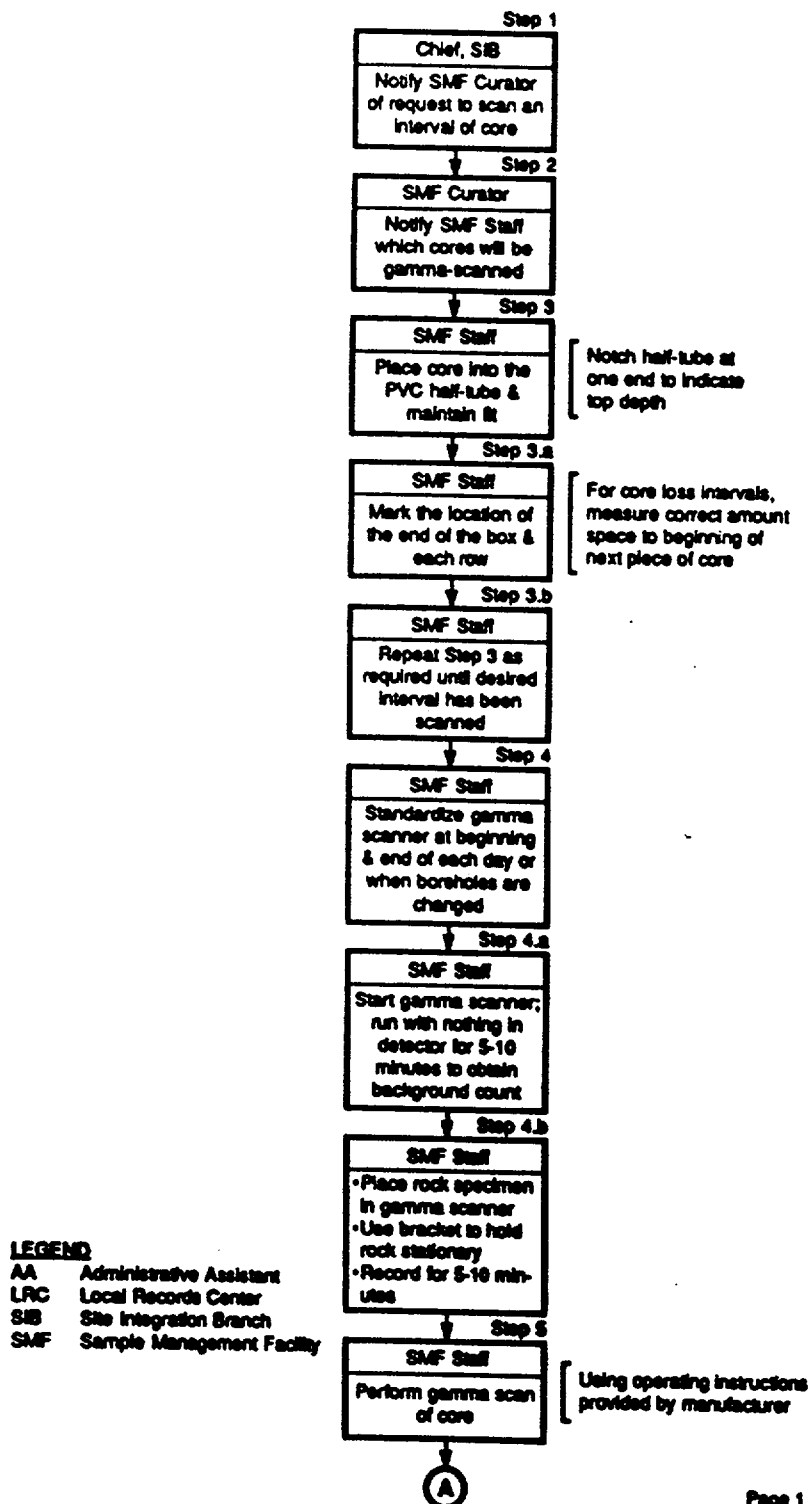 Step 1
Chief, SIB
Notify SMF Curator
of request to scan an
interval of core
Step 2
SMF Curator
Notify SMF Staff
which cores will be
gamma-scanned
Step 3
SMF Staff
Place core into the
PVC half-tube &
maintain fit
Notch half-tube at
one end to indicate
top depth
Step 3.a
SMF Staff
Mark the location of
the end of the box &
each row
For core loss intervals,
measure correct amount
space to beginning of
next piece of core
Step 3.b
SMF Staff
Repeat Step 3 as
required until desired
interval has been
scanned
Step 4
SMF Staff
Standardize gamma
scanner at beginning
& end of each day or
when boreholes are
changed
Step 4.a
SMF Staff
Start gamma scanner;
run with nothing in
detector for 5-10
minutes to obtain
background count
Step 4.b
SMF Staff
•Place rock specimen
in gamma scanner
•Use bracket to hold
rock stationary
•Record for 5-10 min-
utes
LEGEND
AA Administrative Assistant
LRC Local Records Center
SIB Site Integration Branch
SMF Sample Management Facility
Step 5
SMF Staff
Perform gamma scan
of core
Using operating instructions
provided by manufacturer
A
Page 1